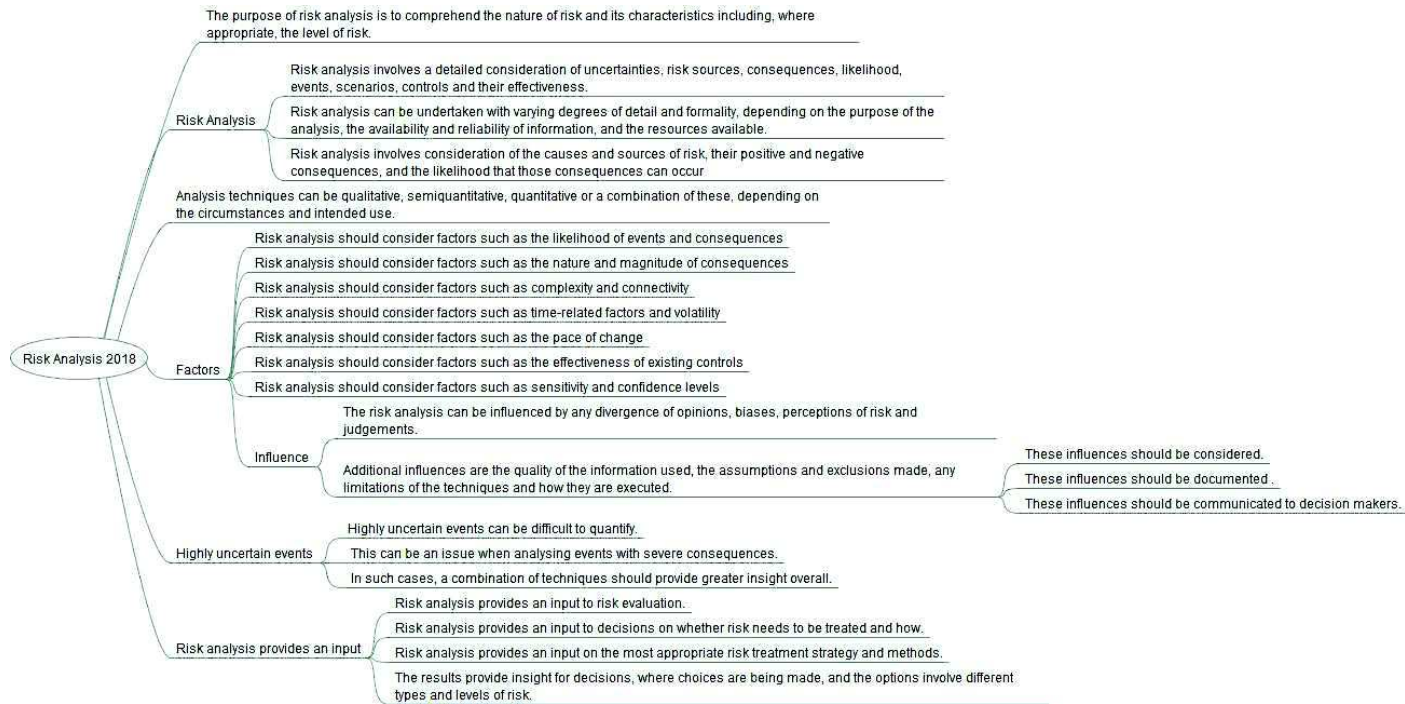 The purpose of risk analysis is to comprehend the nature of risk and its characteristics including, where
appropriate, the level of risk.
Risk Analysis
Risk analysis involves a detailed consideration of uncertainties, risk sources, consequences, likelihood,
events, scenarios, controls and their effectiveness.
Risk analysis can be undertaken with varying degrees of detail and formality, depending on the purpose of the
analysis, the availability and reliability of information, and the resources available.
Risk analysis involves consideration of the causes and sources of risk, their positive and negative
consequences, and the likelihood that those consequences can occur
Analysis techniques can be qualitative, semiquantitative, quantitative or a combination of these, depending on
the circumstances and intended use.
Risk Analysis 2018
Factors
Risk analysis should consider factors such as the likelihood of events and consequences
Risk analysis should consider factors such as the nature and magnitude of consequences
Risk analysis should consider factors such as complexity and connectivity
Risk analysis should consider factors such as time-related factors and volatility
Risk analysis should consider factors such as the pace of change
Risk analysis should consider factors such as the effectiveness of existing controls
Risk analysis should consider factors such as sensitivity and confidence levels
Influence
The risk analysis can be influenced by any divergence of opinions, biases, perceptions of risk and
judgements.
Additional influences are the quality of the information used, the assumptions and exclusions made, any
limitations of the techniques and how they are executed.
These influences should be considered.
These influences should be documented .
These influences should be communicated to decision makers.
Highly uncertain events
Highly uncertain events can be difficult to quantify.
This can be an issue when analysing events with severe consequences.
In such cases, a combination of techniques should provide greater insight overall.
Risk analysis provides an input
Risk analysis provides an input to risk evaluation.
Risk analysis provides an input to decisions on whether risk needs to be treated and how.
Risk analysis provides an input on the most appropriate risk treatment strategy and methods.
The results provide insight for decisions, where choices are being made, and the options involve different
types and levels of risk.